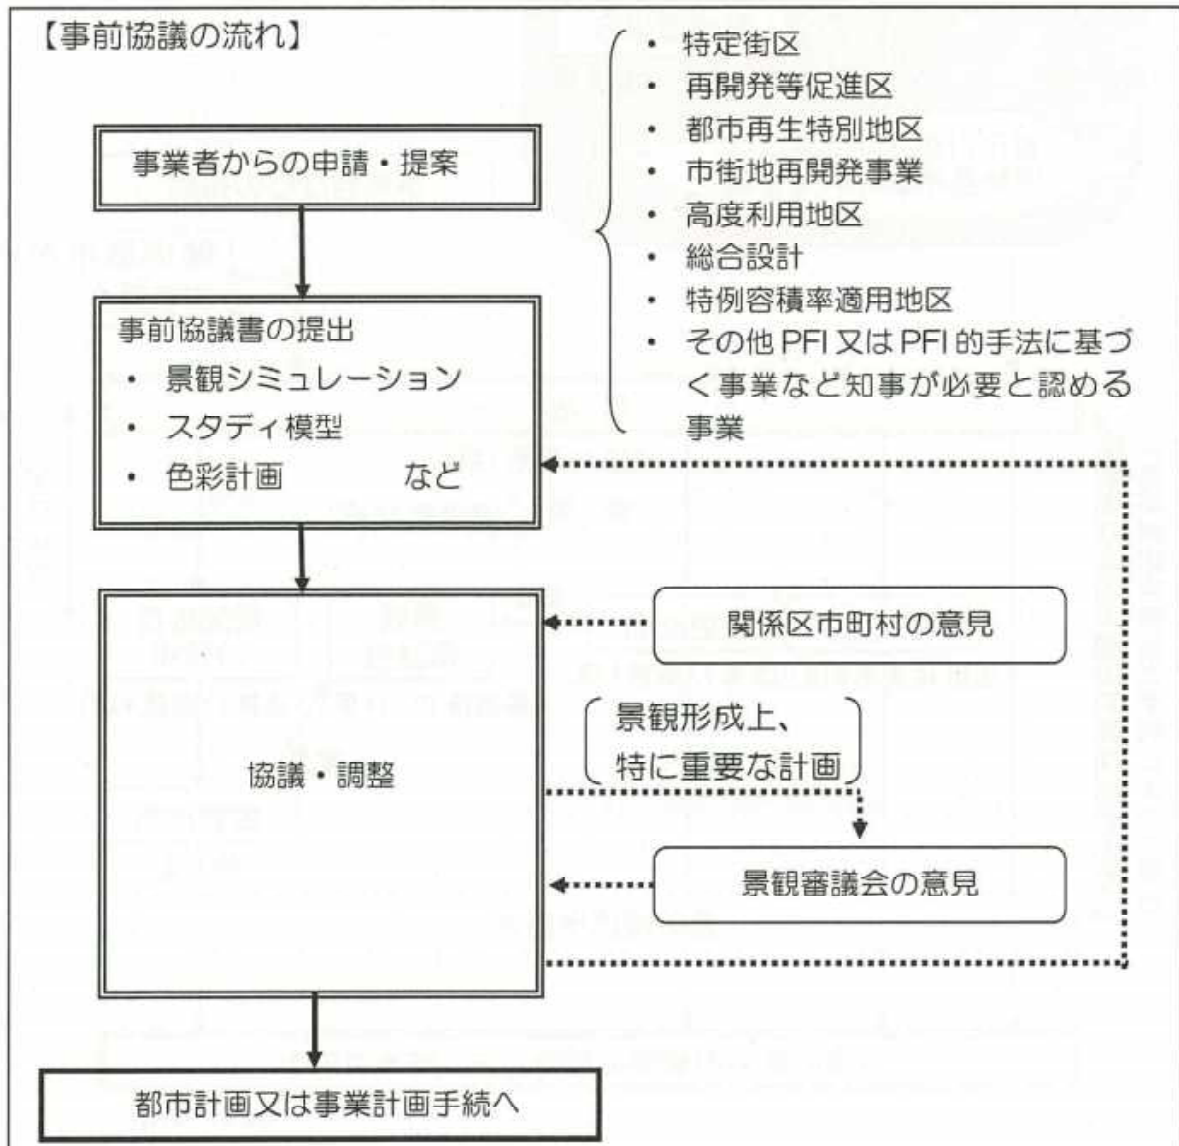 【事前協議の流れ】
事業者からの申請・提案
・ 特定街区
・ 再開発等促進区
・ 都市再生特別地区
・ 市街地再開発事業
・ 高度利用地区
・ 総合設計
・ 特例容積率適用地区
・ その他 PFI 又は PFI 的手法に基づ
く事業など知事が必要と認める
事業
事前協議書の提出
・ 景観シミュレーション
・ スタディ模型
・ 色彩計画 など
協議・調整
関係区市町村の意見
景観形成上、
特に重要な計画
景観審議会の意見
都市計画又は事業計画手続へ